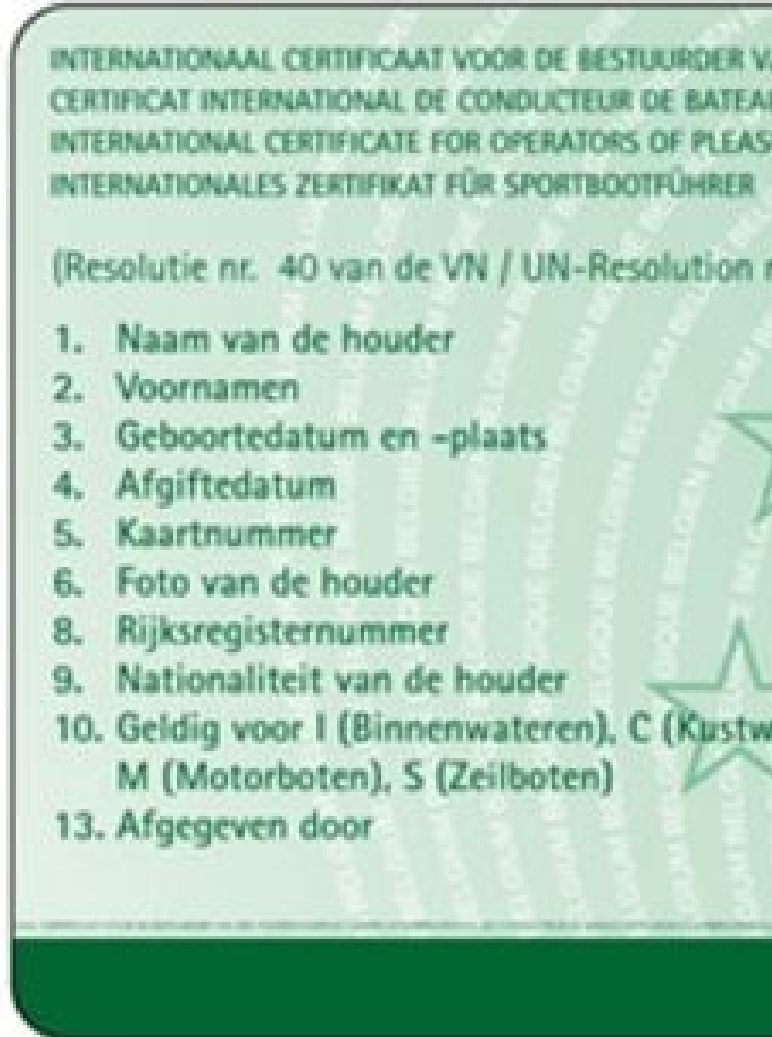 INTERNATIONAAL CERTIFICAAT VOOR DE BESTUURDER
CERTIFICAT INTERNATIONAL DE CONDUCTEUR DE
INTERNATIONAL CERTIFICATE FOR OPERATORS OF
INTERNATIONALES ZERTIFIKAT FÜR SPORTBOOTFÜHRER
(Resolutie nr. 40 van de VN / UN-Resolution
1. Naam van de houder
2. Voornamen
3. Geboortedatum en -plaats
4. Afgiftedatum
5. Kaartnummer
6. Foto van de houder
8. Rijksregisternummer
9. Nationaliteit van de houder
10. Geldig voor I (Binnenwateren), C (Kustw
M (Motorboten), S (Zeilboten)
13. Afgegeven door